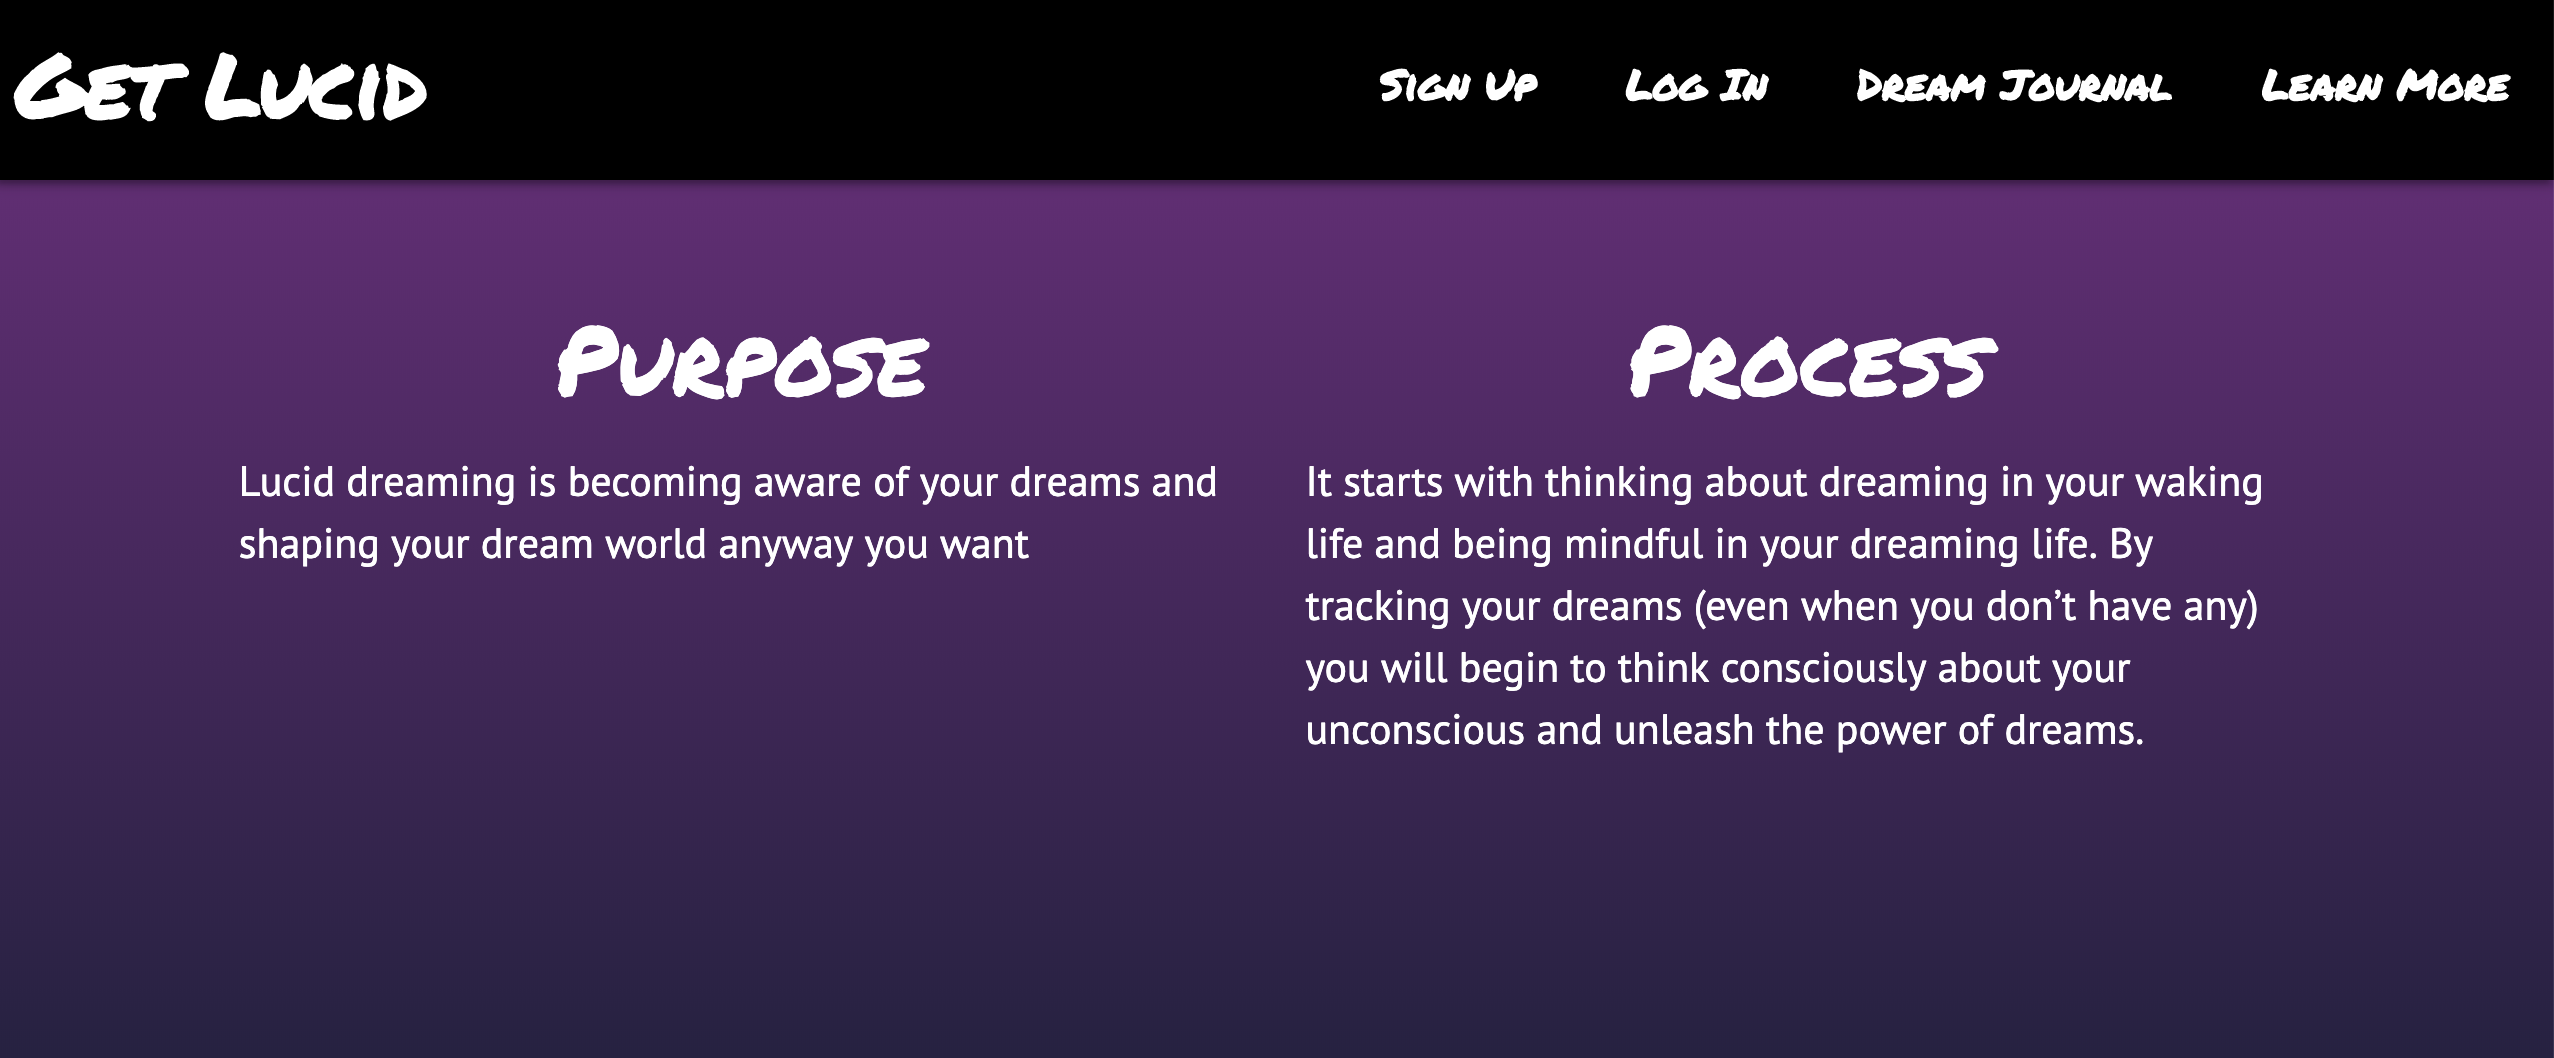 Get Lucid
Sign Up
Log In
Dream Journal
Learn More
Purpose
Lucid dreaming is becoming aware of your dreams and
shaping your dream world anyway you want
Process
It starts with thinking about dreaming in your waking
life and being mindful in your dreaming life. By
tracking your dreams (even when you don’t have any)
you will begin to think consciously about your
unconscious and unleash the power of dreams.